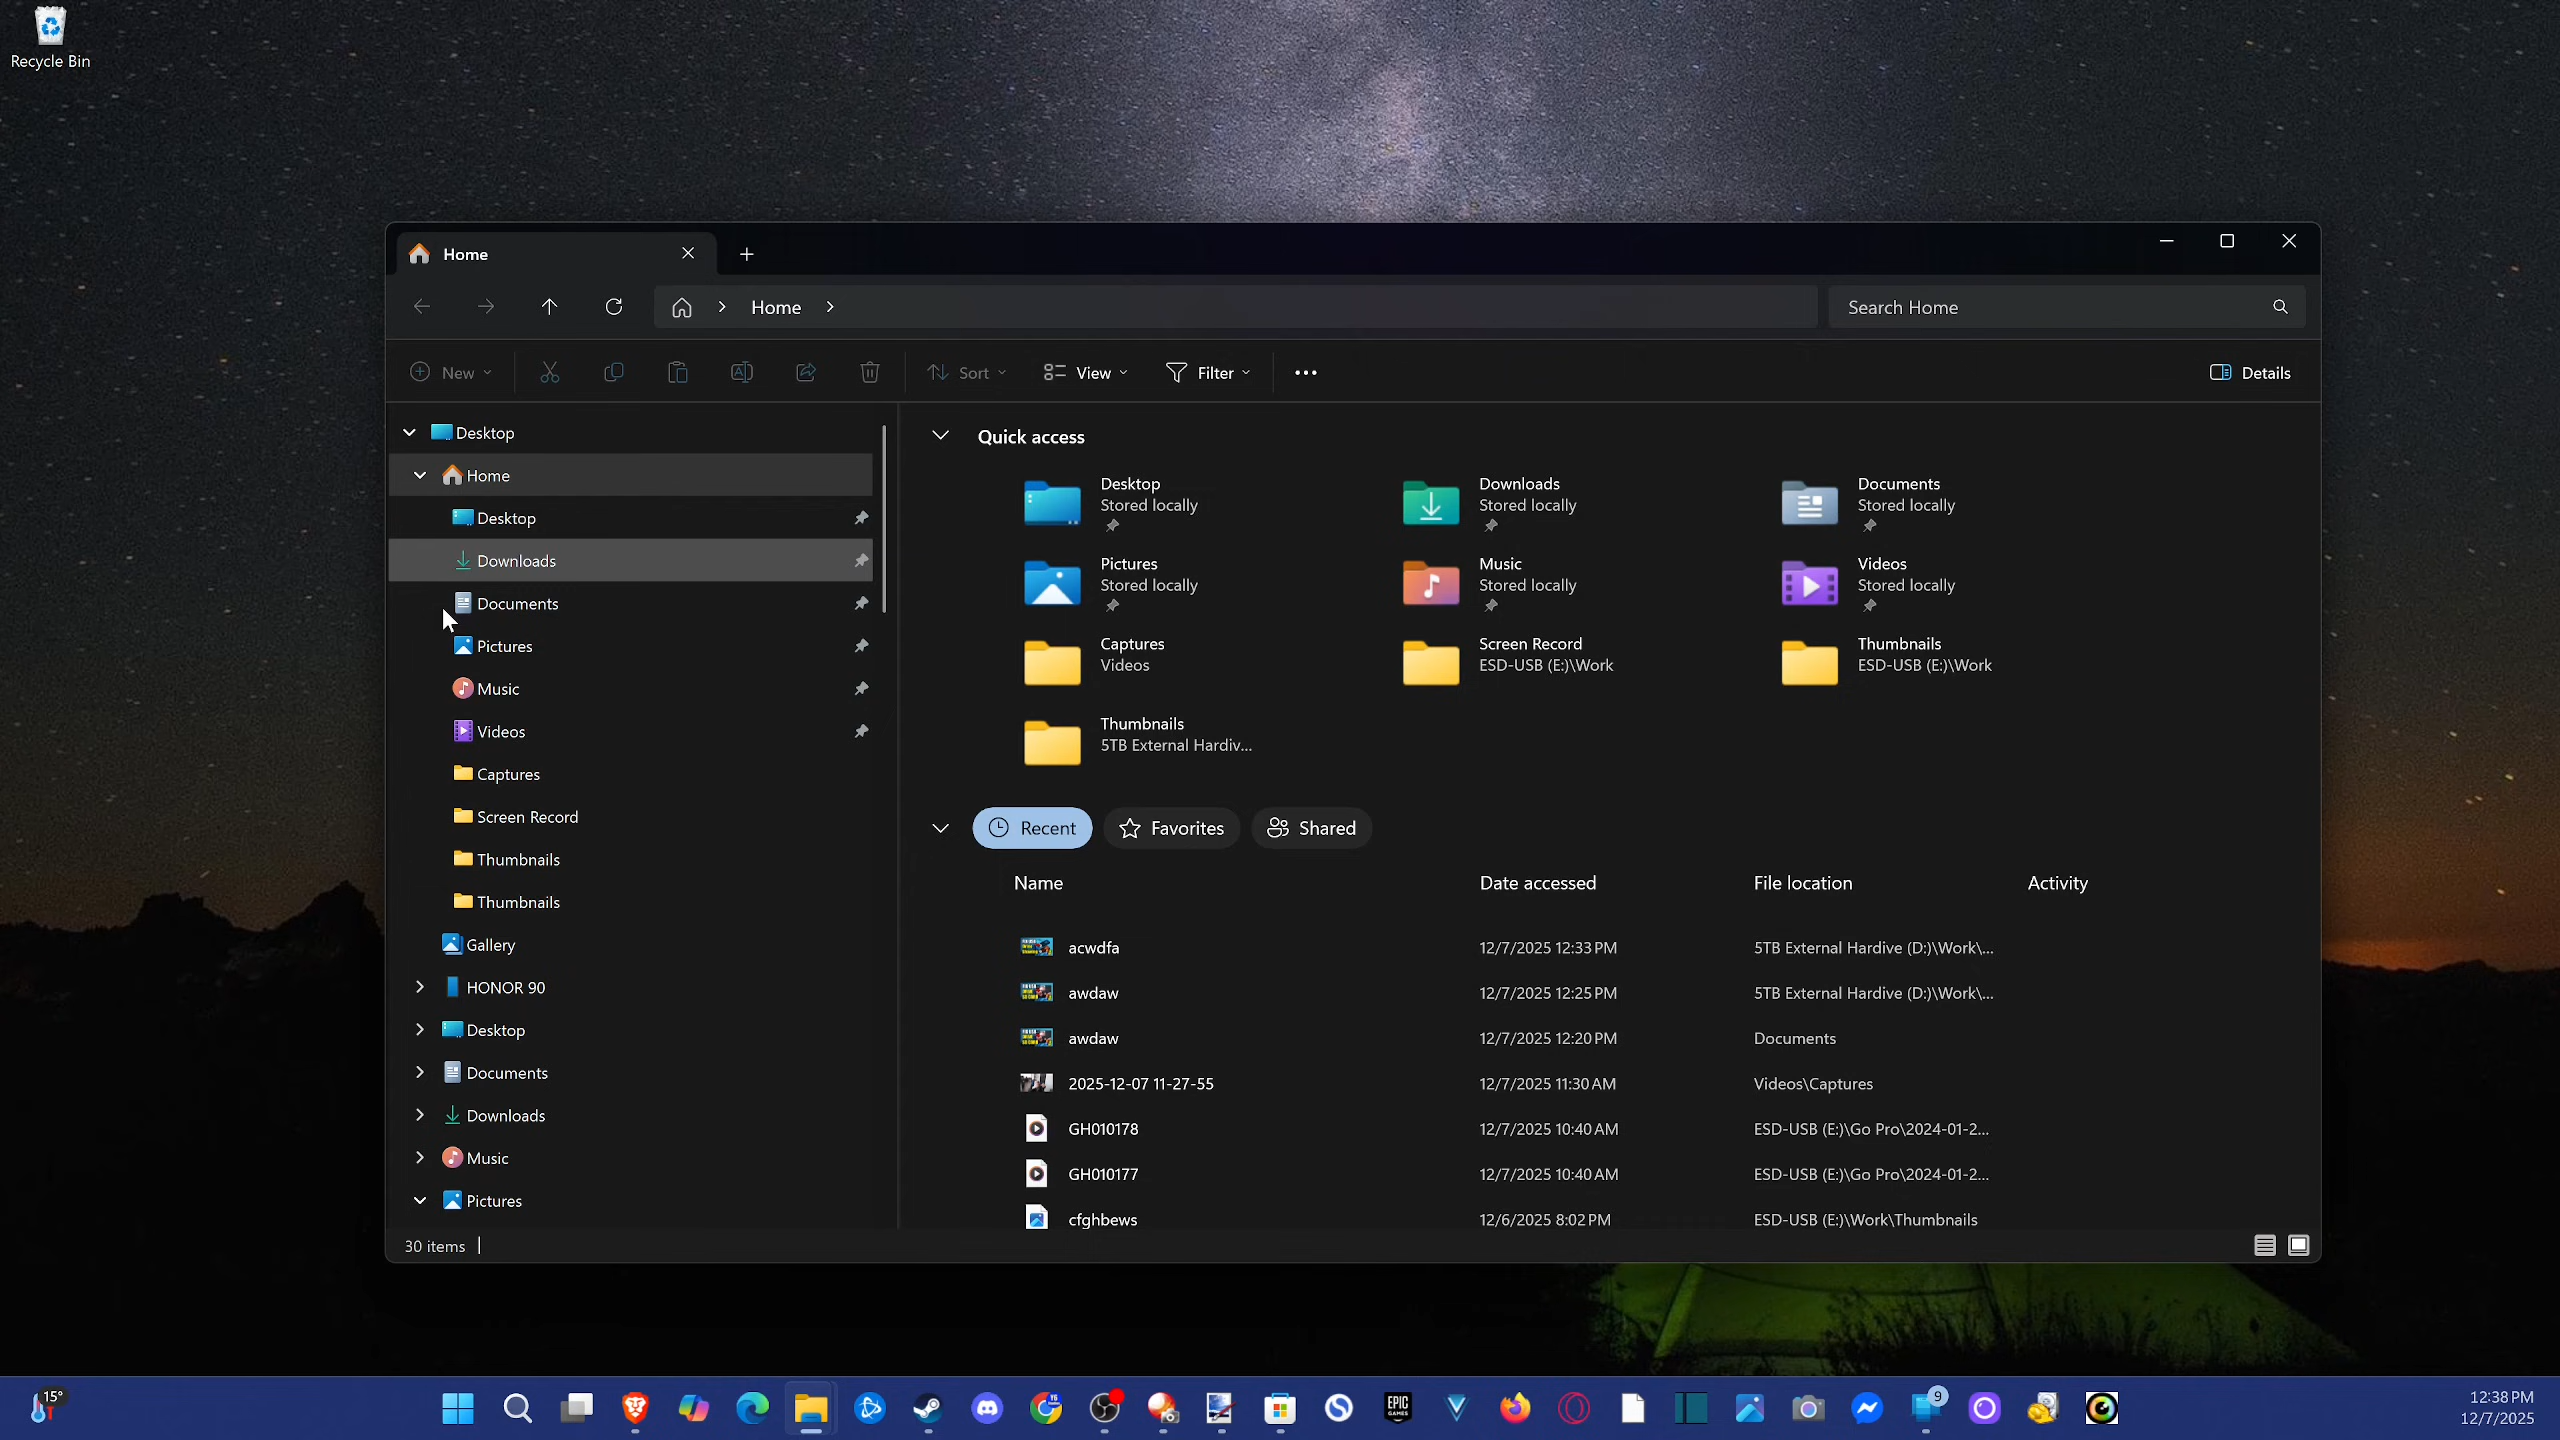 Recycle Bin
Home
Home
Search Home
New
Sort
View
Filter
Details
Desktop
Home
Desktop
Downloads
Documents
Pictures
Music
Videos
Captures
Screen Record
Thumbnails
Thumbnails
Gallery
HONOR 90
Desktop
Documents
Downloads
Music
Pictures
Quick access
Desktop
Stored locally
Downloads
Stored locally
Documents
Stored locally
Pictures
Stored locally
Music
Stored locally
Videos
Stored locally
Captures
Videos
Screen Record
ESD-USB (E:)\Work
Thumbnails
ESD-USB (E:)\Work
Thumbnails
5TB External Hardiv...
Recent
Favorites
Shared
Name Date accessed File location Activity
acwdfa 12/7/2025 12:33 PM 5TB External Hardive (D:)\Work\...
awdaw 12/7/2025 12:25 PM 5TB External Hardive (D:)\Work\...
awdaw 12/7/2025 12:20 PM Documents
2025-12-07 11-27-55 12/7/2025 11:30 AM Videos\Captures
GH010178 12/7/2025 10:40 AM ESD-USB (E:)\Go Pro\2024-01-2...
GH010177 12/7/2025 10:40 AM ESD-USB (E:)\Go Pro\2024-01-2...
cfghbews 12/6/2025 8:02 PM ESD-USB (E:)\Work\Thumbnails
30 items
15°
EPIC
GAMES
9
12:38 PM
12/7/2025